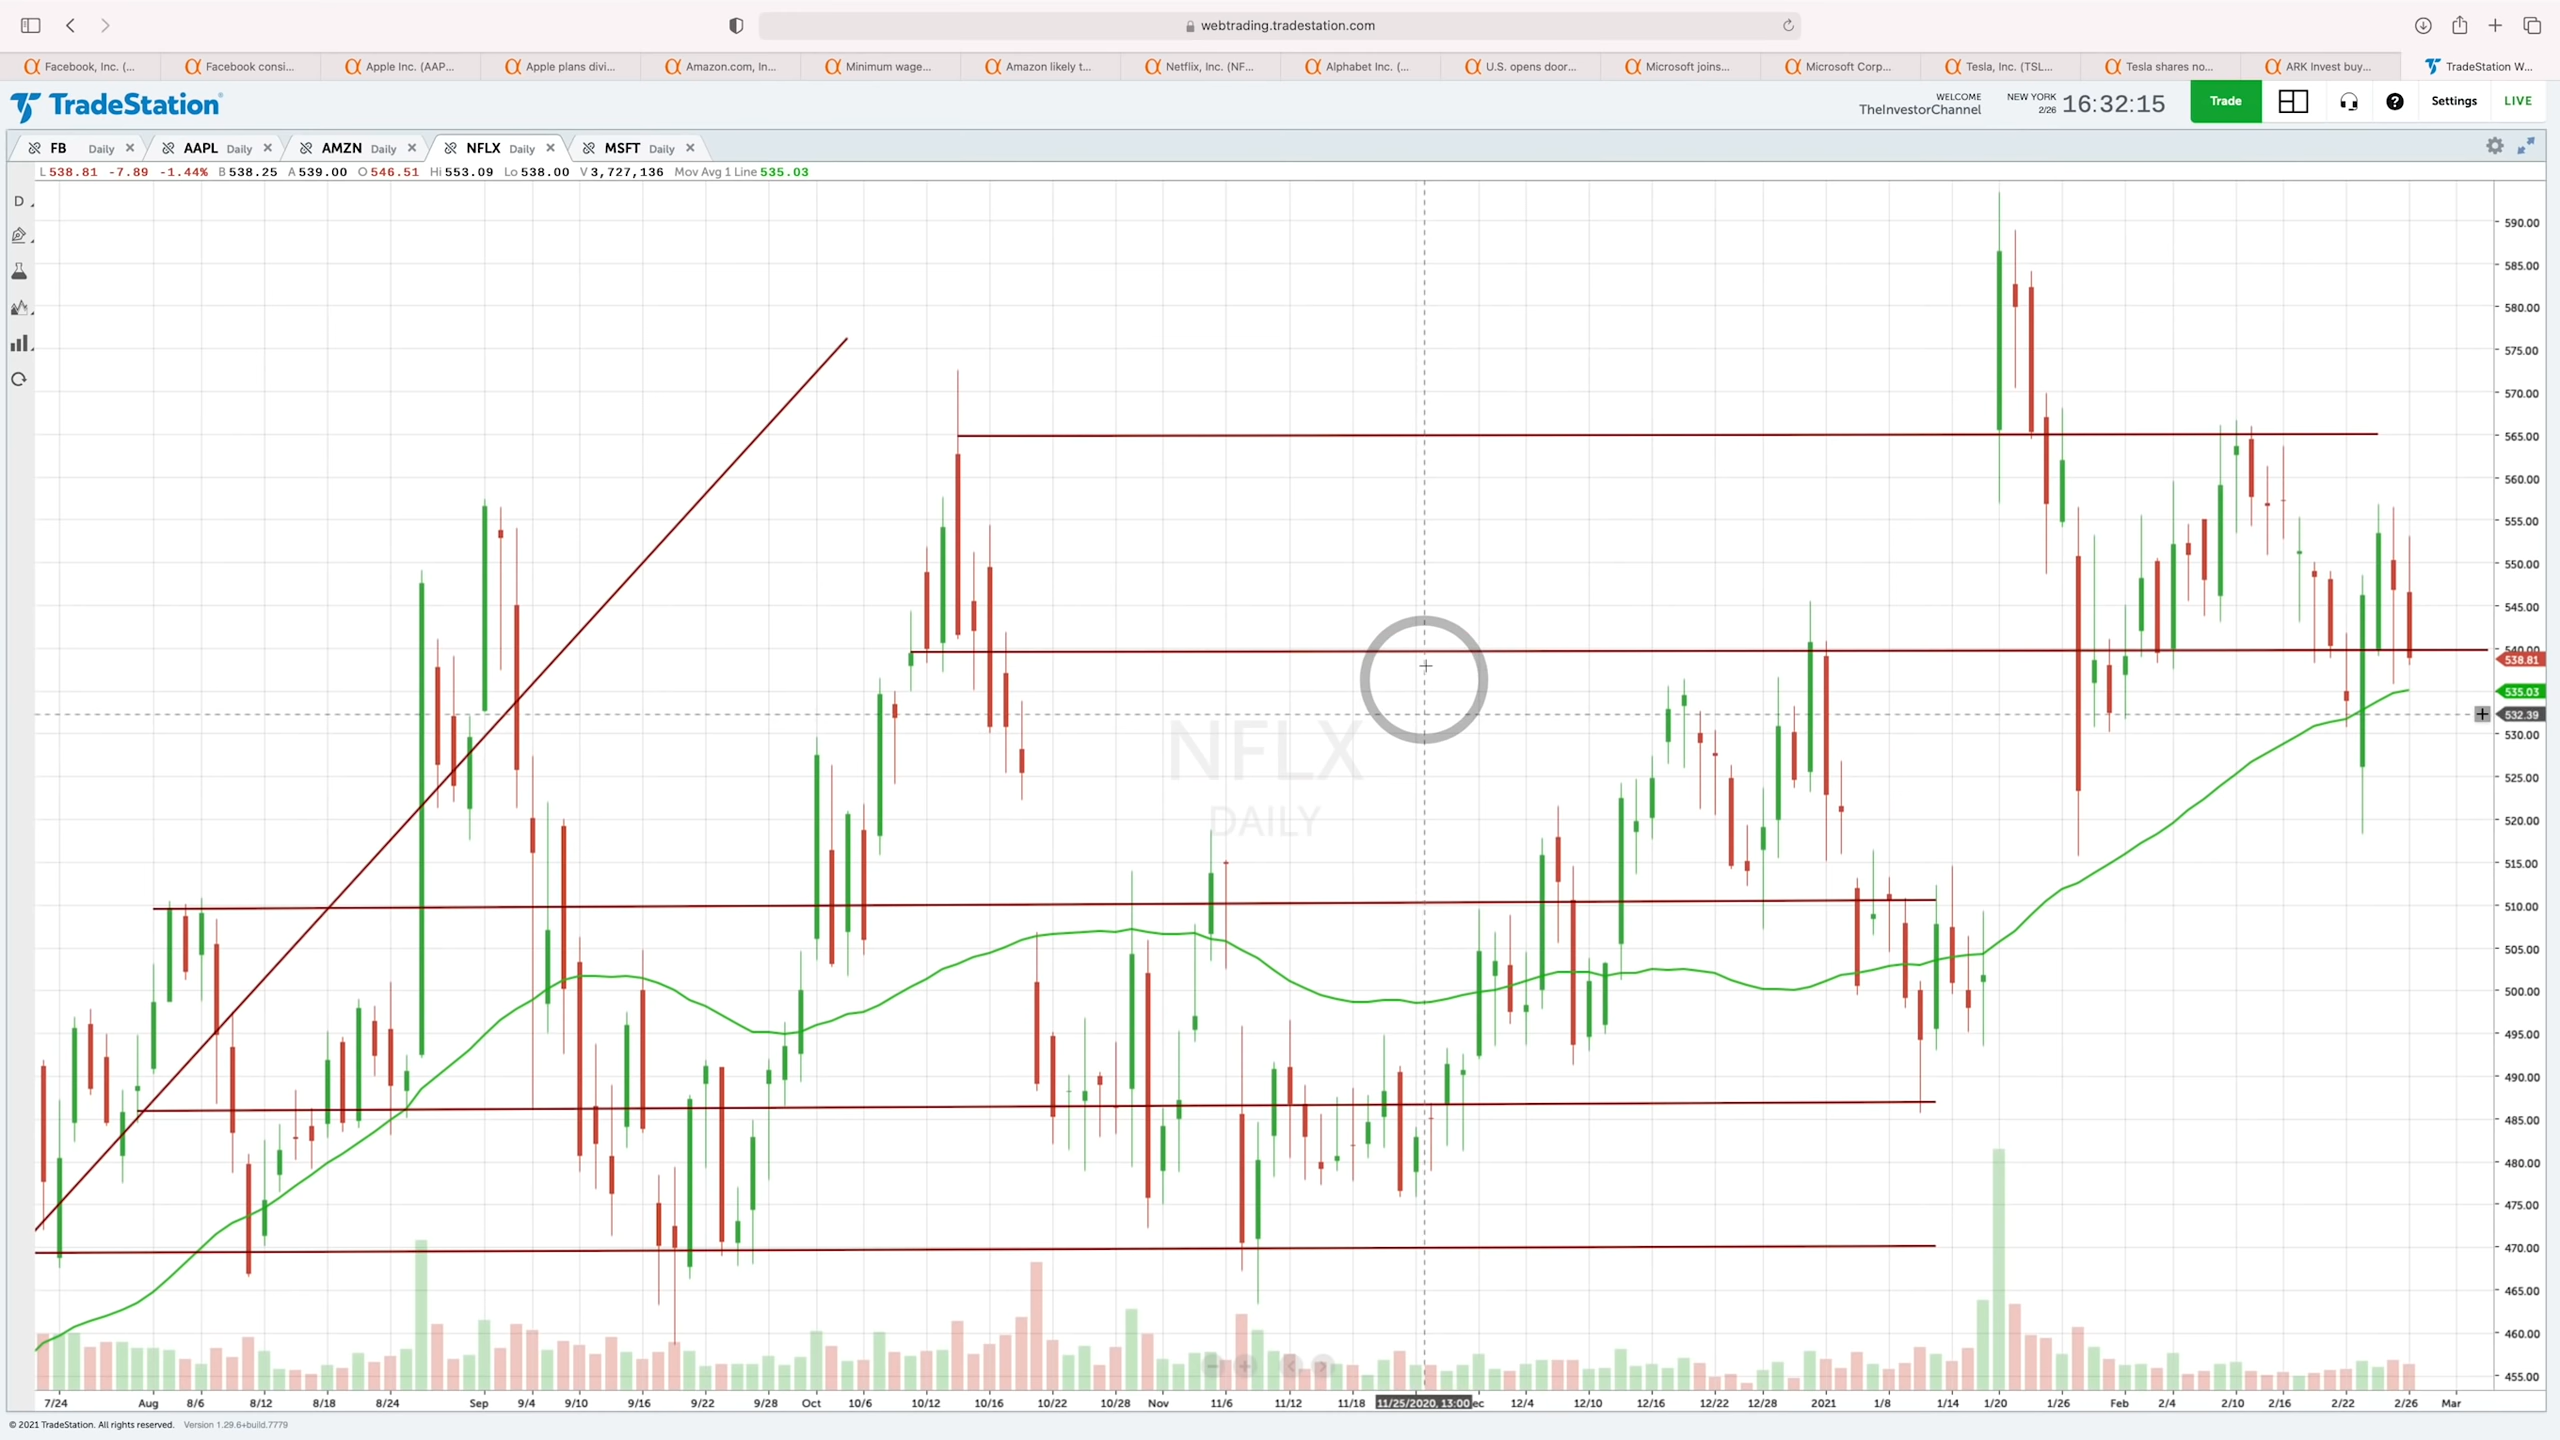 webtrading.tradestation.com
Facebook, Inc. (... Facebook consi... Apple Inc. (AAP... Apple plans divi... Amazon.com, In... Minimum wage... Amazon likely t... Netflix, Inc. (NF... Alphabet Inc. (... U.S. opens door... Microsoft joins... Microsoft Corp... Tesla, Inc. (TSL... Tesla shares no... ARK Invest buy... TradeStation W...
TradeStation
WELCOME
TheInvestorChannel
NEW YORK
2/26
16:32:15
Trade
Settings
LIVE
FB Daily AAPL Daily AMZN Daily NFLX Daily MSFT Daily
L 538.81 -7.89 -1.44% B 538.25 A 539.00 O 546.51 Hi 553.09 Lo 538.00 V 3,727,136 Mov Avg 1 Line 535.03
D
590.00
585.00
580.00
575.00
570.00
565.00
560.00
555.00
550.00
545.00
540.00
538.81
535.03
532.39
530.00
525.00
520.00
515.00
510.00
505.00
500.00
495.00
490.00
485.00
480.00
475.00
470.00
465.00
460.00
455.00
NFLX
DAILY
7/24 Aug 8/6 8/12 8/18 8/24 Sep 9/4 9/10 9/16 9/22 9/28 Oct 10/6 10/12 10/16 10/22 10/28 Nov 11/6 11/12 11/18 11/25/2020, 13:00 ec 12/4 12/10 12/16 12/22 12/28 2021 1/8 1/14 1/20 1/26 Feb 2/4 2/10 2/16 2/22 2/26 Mar
© 2021 TradeStation. All rights reserved. Version 1.29.6+build.7779